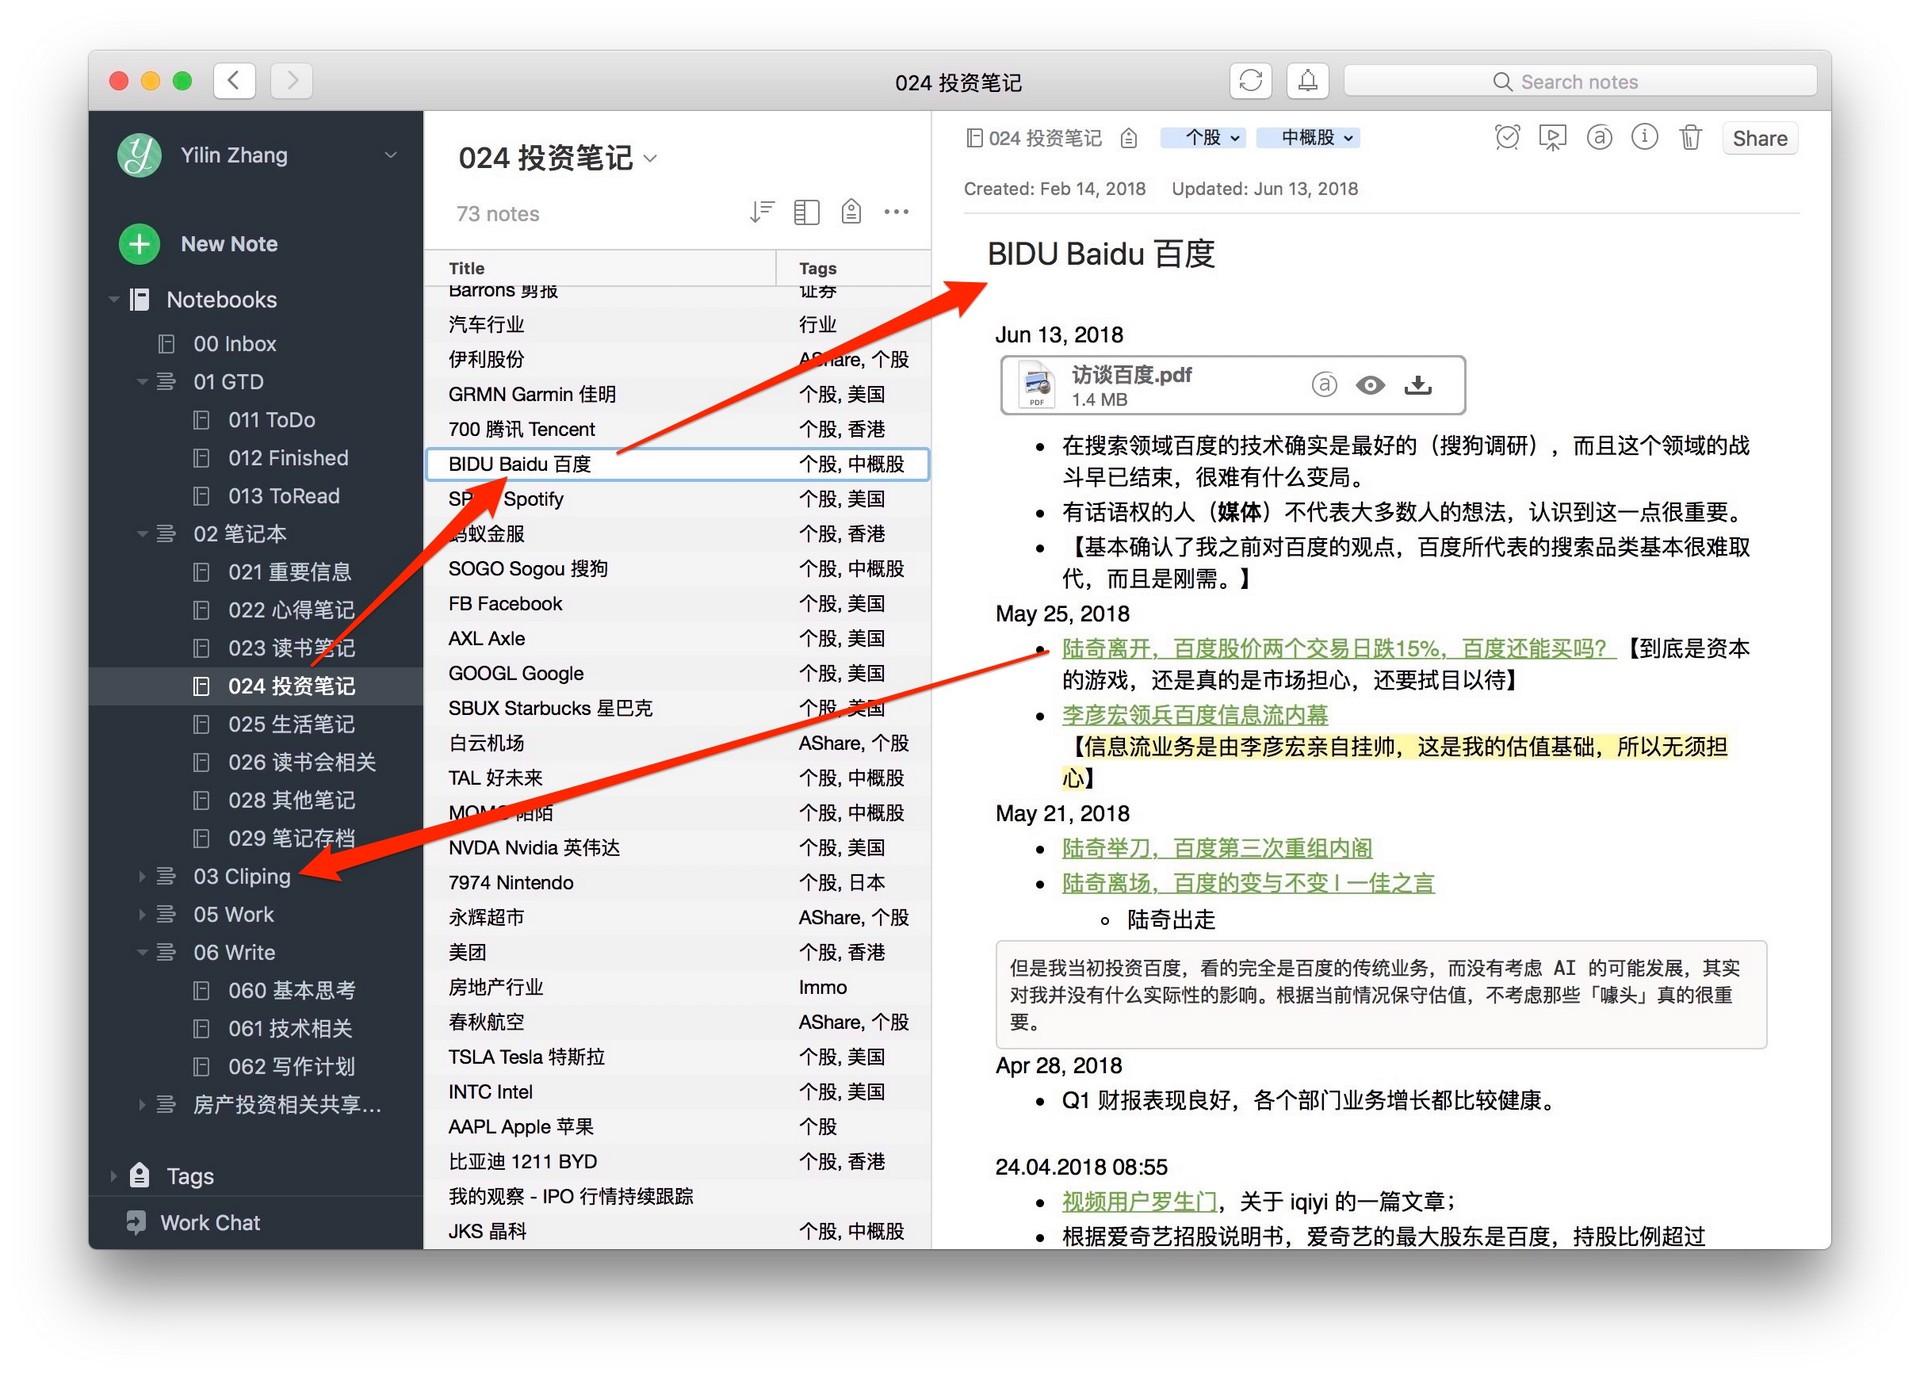 024 投资笔记
Search notes
Yilin Zhang
New Note
Notebooks
00 Inbox
01 GTD
011 ToDo
012 Finished
013 ToRead
02 笔记本
021 重要信息
022 心得笔记
023 读书笔记
024 投资笔记
025 生活笔记
026 读书会相关
028 其他笔记
029 笔记存档
03 Cliping
05 Work
06 Write
060 基本思考
061 技术相关
062 写作计划
房产投资相关共享...
Tags
Work Chat
024 投资笔记
73 notes
Title Tags
Barrons 剪报 证券
汽车行业 行业
伊利股份 AShare, 个股
GRMN Garmin 佳明 个股, 美国
700 腾讯 Tencent 个股, 香港
BIDU Baidu 百度 个股, 中概股
Spotify 个股, 美国
蚂蚁金服 个股, 香港
SOGO Sogou 搜狗 个股, 中概股
FB Facebook 个股, 美国
AXL Axle 个股, 美国
GOOGL Google 个股, 美国
SBUX Starbucks 星巴克 个股, 美国
白云机场 AShare, 个股
TAL 好未来 个股, 中概股
MOMO 陌陌 个股, 中概股
NVDA Nvidia 英伟达 个股, 美国
7974 Nintendo 个股, 日本
永辉超市 AShare, 个股
美团 个股, 香港
房地产行业 Immo
春秋航空 AShare, 个股
TSLA Tesla 特斯拉 个股, 美国
INTC Intel 个股, 美国
AAPL Apple 苹果 个股
比亚迪 1211 BYD 个股, 香港
我的观察 - IPO 行情持续跟踪
JKS 晶科 个股, 中概股
024 投资笔记 个股 中概股 Share
Created: Feb 14, 2018 Updated: Jun 13, 2018
BIDU Baidu 百度
Jun 13, 2018
访谈百度.pdf
PDF
1.4 MB
在搜索领域百度的技术确实是最好的（搜狗调研），而且这个领域的战
斗早已结束，很难有什么变局。
有话语权的人（媒体）不代表大多数人的想法，认识到这一点很重要。
【基本确认了我之前对百度的观点，百度所代表的搜索品类基本很难取
代，而且是刚需。】
May 25, 2018
陆奇离开，百度股价两个交易日跌15%，百度还能买吗？【到底是资本
的游戏，还是真的是市场担心，还要拭目以待】
李彦宏领兵百度信息流内幕
【信息流业务是由李彦宏亲自挂帅，这是我的估值基础，所以无须担
心】
May 21, 2018
陆奇举刀，百度第三次重组内阁
陆奇离场，百度的变与不变 | 一佳之言
陆奇出走
但是我当初投资百度，看的完全是百度的传统业务，而没有考虑 AI 的可能发展，其实
对我并没有什么实际性的影响。根据当前情况保守估值，不考虑那些「噱头」真的很重
要。
Apr 28, 2018
Q1 财报表现良好，各个部门业务增长都比较健康。
24.04.2018 08:55
视频用户罗生门，关于 iqiyi 的一篇文章；
根据爱奇艺招股说明书，爱奇艺的最大股东是百度，持股比例超过